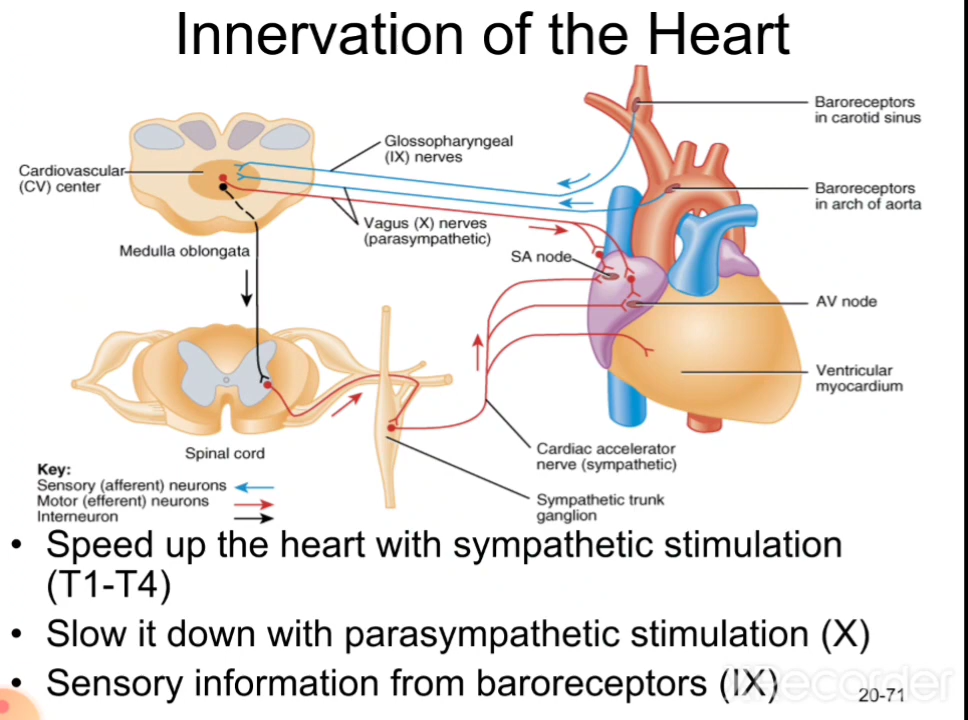 Innervation of the Heart
Baroreceptors
in carotid sinus
Glossopharyngeal
(IX) nerves
Cardiovascular
(CV) center
Baroreceptors
in arch of aorta
Vagus (X) nerves
(parasympathetic)
Medulla oblongata
SA node
AV node
Ventricular
myocardium
Spinal cord
Cardiac accelerator
nerve (sympathetic)
Sympathetic trunk
ganglion
Key:
Sensory (afferent) neurons
Motor (efferent) neurons
Interneuron
• Speed up the heart with sympathetic stimulation
(T1-T4)
• Slow it down with parasympathetic stimulation (X)
• Sensory information from baroreceptors (IX)
20-71